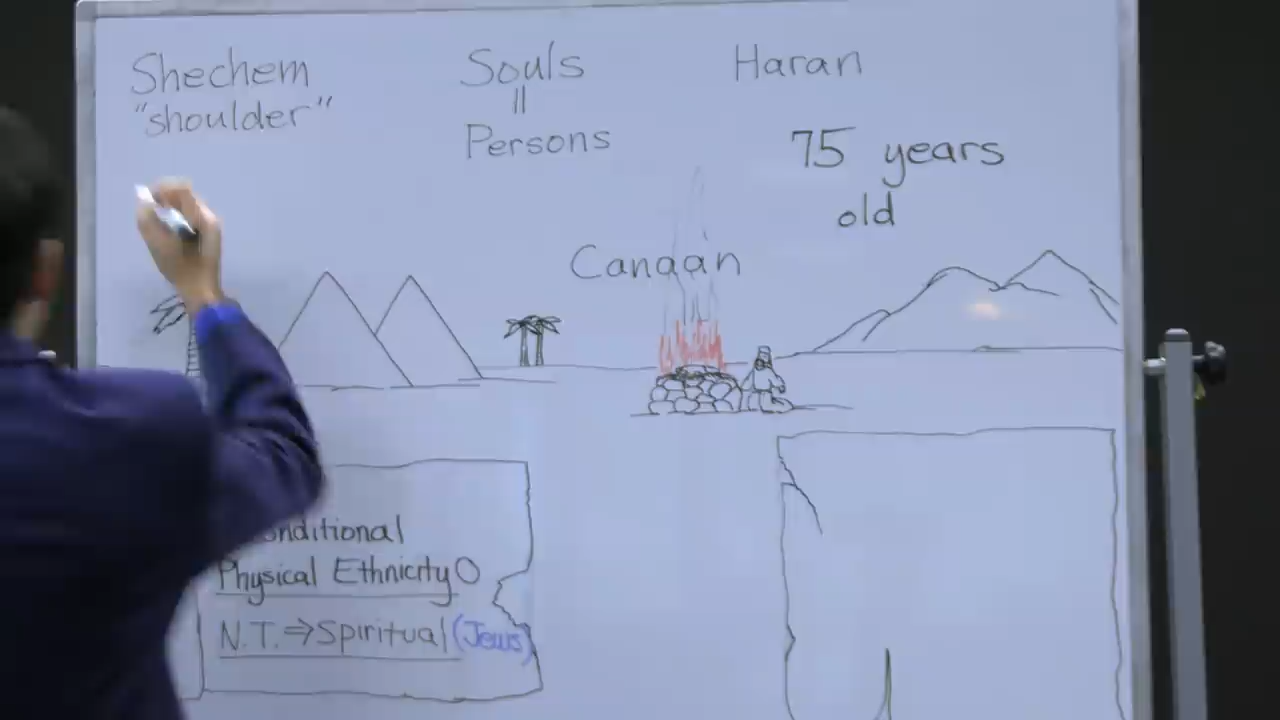 Shechem
"shoulder"
Souls
=
Persons
Haran
75 years
old
Canaan
onditional
Physical Ethnicity O
N.T. ⇒ Spiritual (Jews)